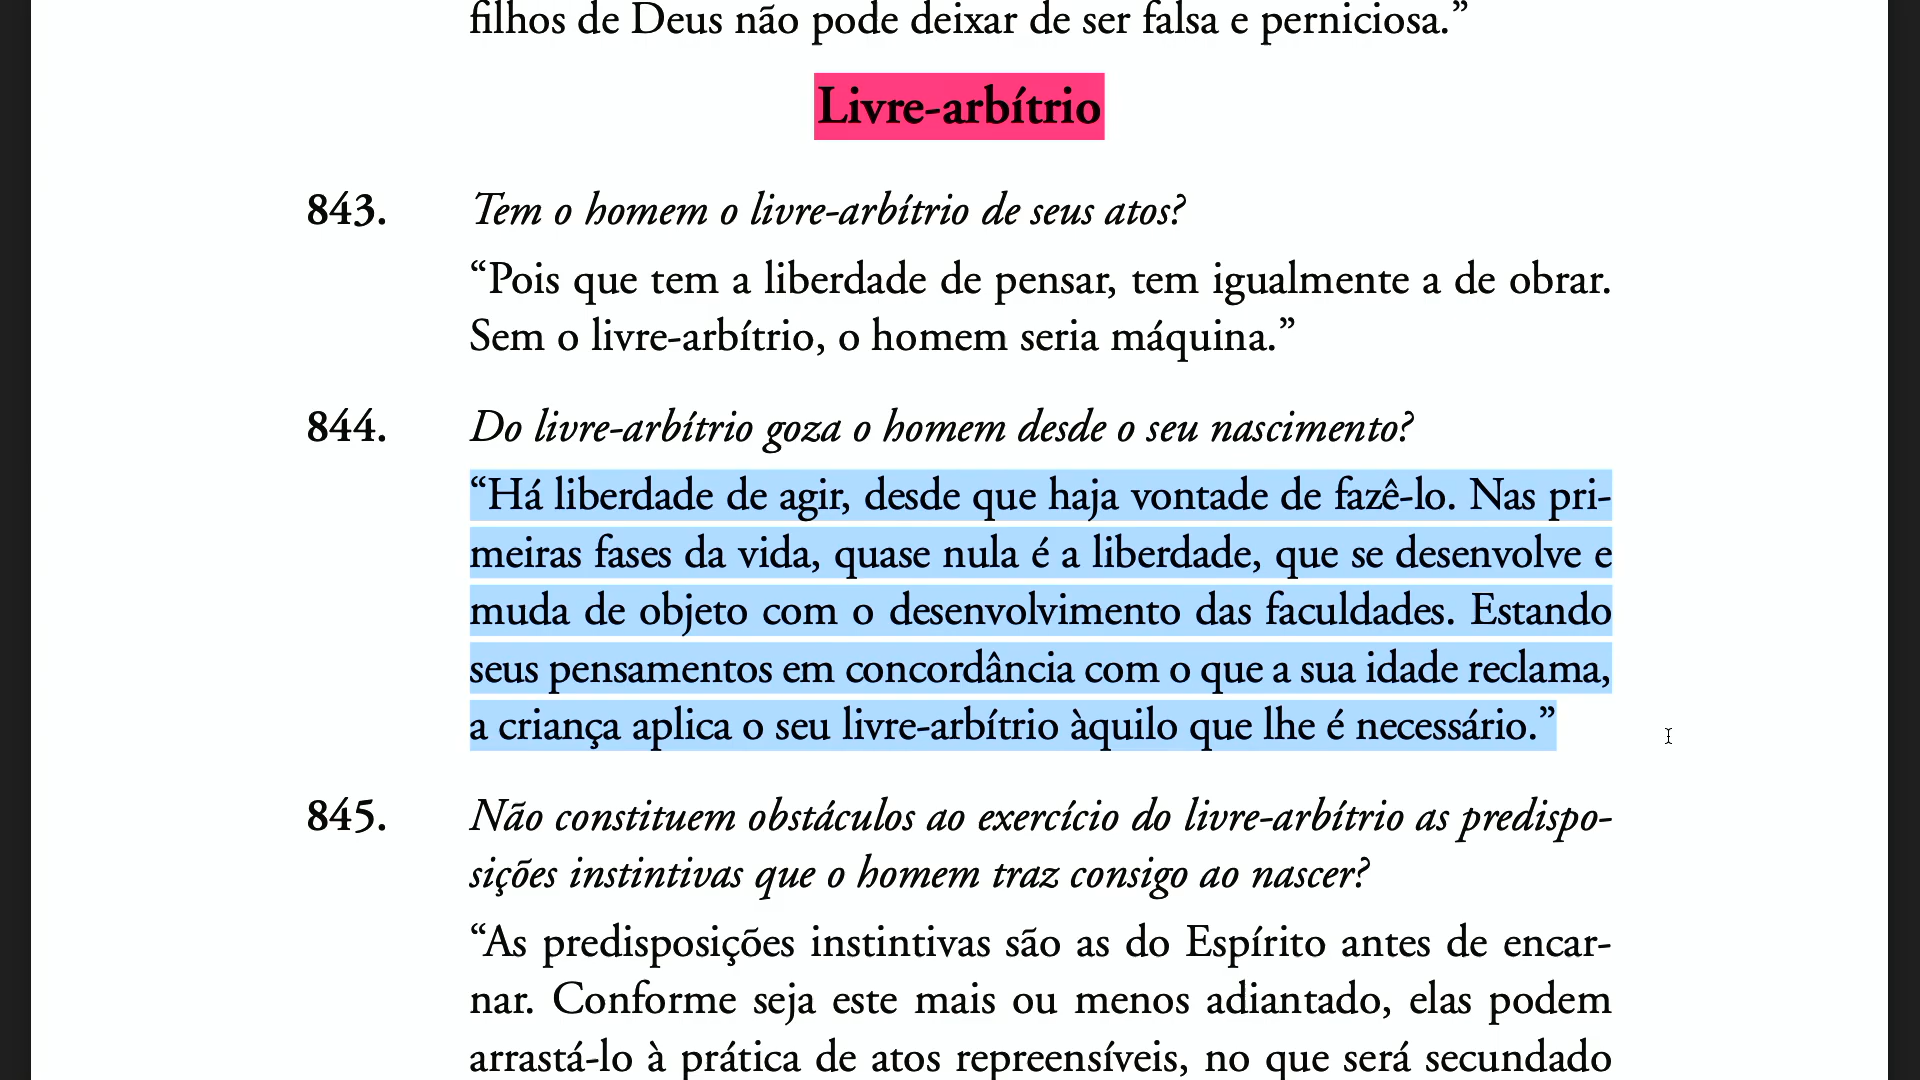 filhos de Deus não pode deixar de ser falsa e perniciosa.”
Livre-arbítrio
843. Tem o homem o livre-arbítrio de seus atos?
“Pois que tem a liberdade de pensar, tem igualmente a de obrar.
Sem o livre-arbítrio, o homem seria máquina.”
844. Do livre-arbítrio goza o homem desde o seu nascimento?
“Há liberdade de agir, desde que haja vontade de fazê-lo. Nas pri-
meiras fases da vida, quase nula é a liberdade, que se desenvolve e
muda de objeto com o desenvolvimento das faculdades. Estando
seus pensamentos em concordância com o que a sua idade reclama,
a criança aplica o seu livre-arbítrio àquilo que lhe é necessário.”
845. Não constituem obstáculos ao exercício do livre-arbítrio as predispo-
sições instintivas que o homem traz consigo ao nascer?
“As predisposições instintivas são as do Espírito antes de encar-
nar. Conforme seja este mais ou menos adiantado, elas podem
arrastá-lo à prática de atos repreensíveis, no que será secundado